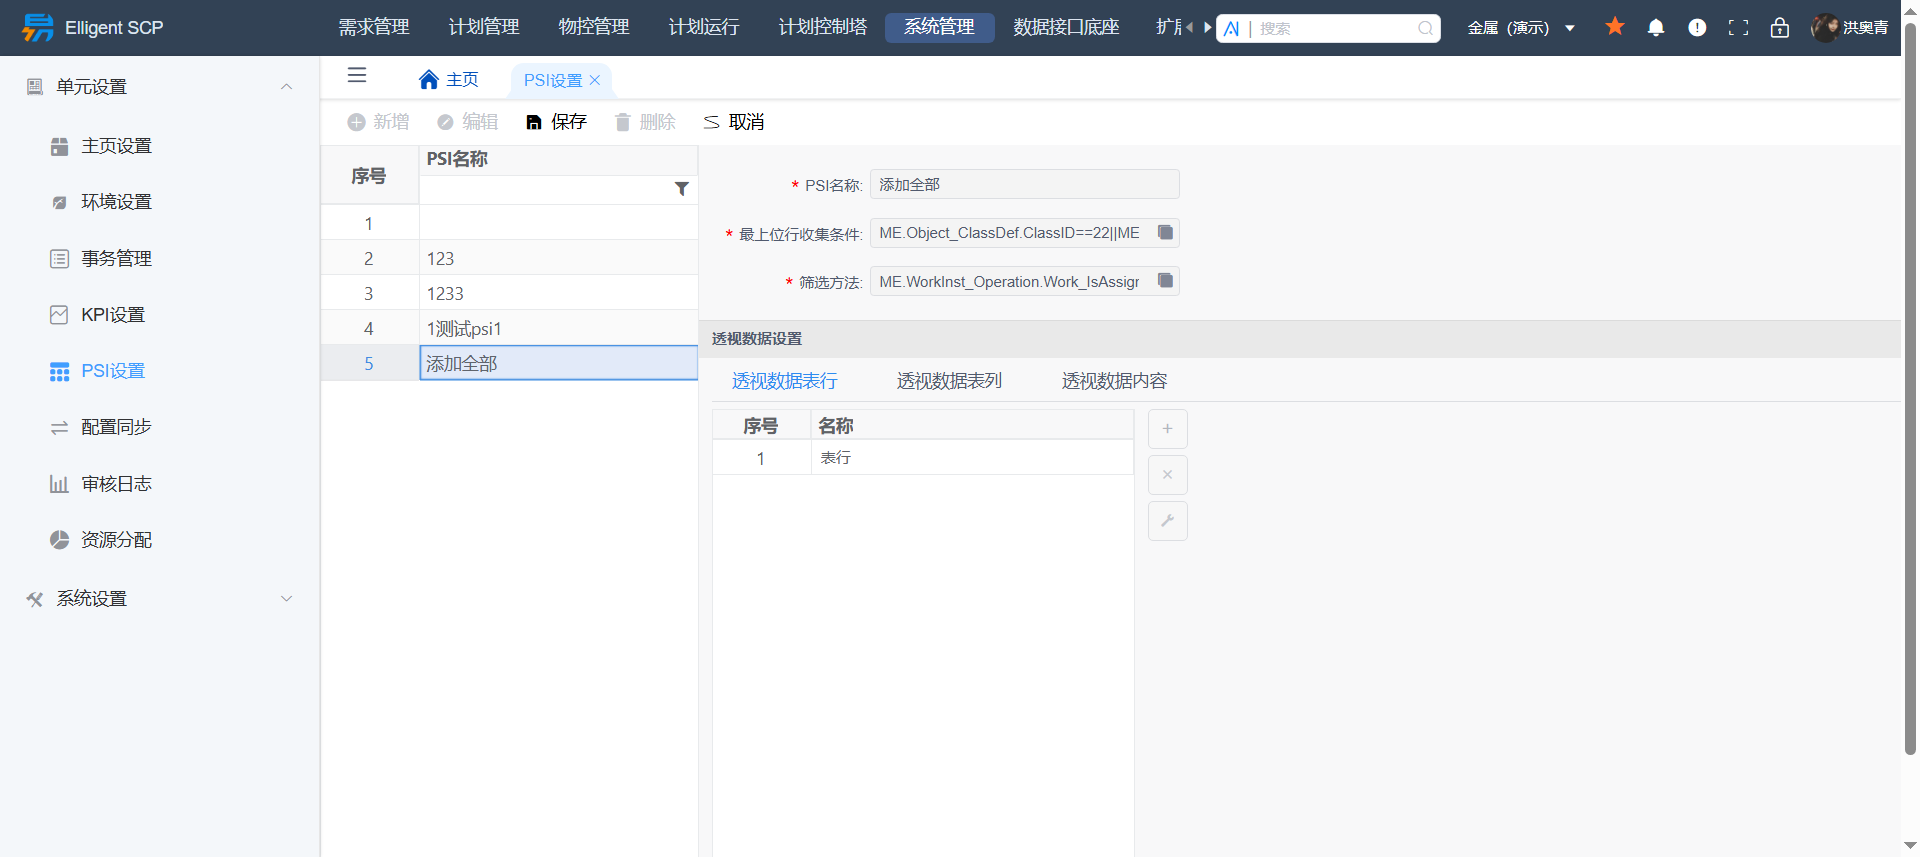 Elligent SCP
需求管理
计划管理
物控管理
计划运行
计划控制塔
系统管理
数据接口底座
AI
搜索
金属 (演示)
洪奥青
单元设置
主页设置
环境设置
事务管理
KPI设置
PSI设置
配置同步
审核日志
资源分配
系统设置
主页
PSI设置
新增
编辑
保存
删除
取消
序号
PSI名称
1
2
123
3
1233
4
1测试psi1
5
添加全部
* PSI名称:
添加全部
* 最上位行收集条件:
ME.Object_ClassDef.ClassID==22||ME
* 筛选方法:
ME.WorkInst_Operation.Work_IsAssigr
透视数据设置
透视数据表行
透视数据表列
透视数据内容
序号
名称
1
表行